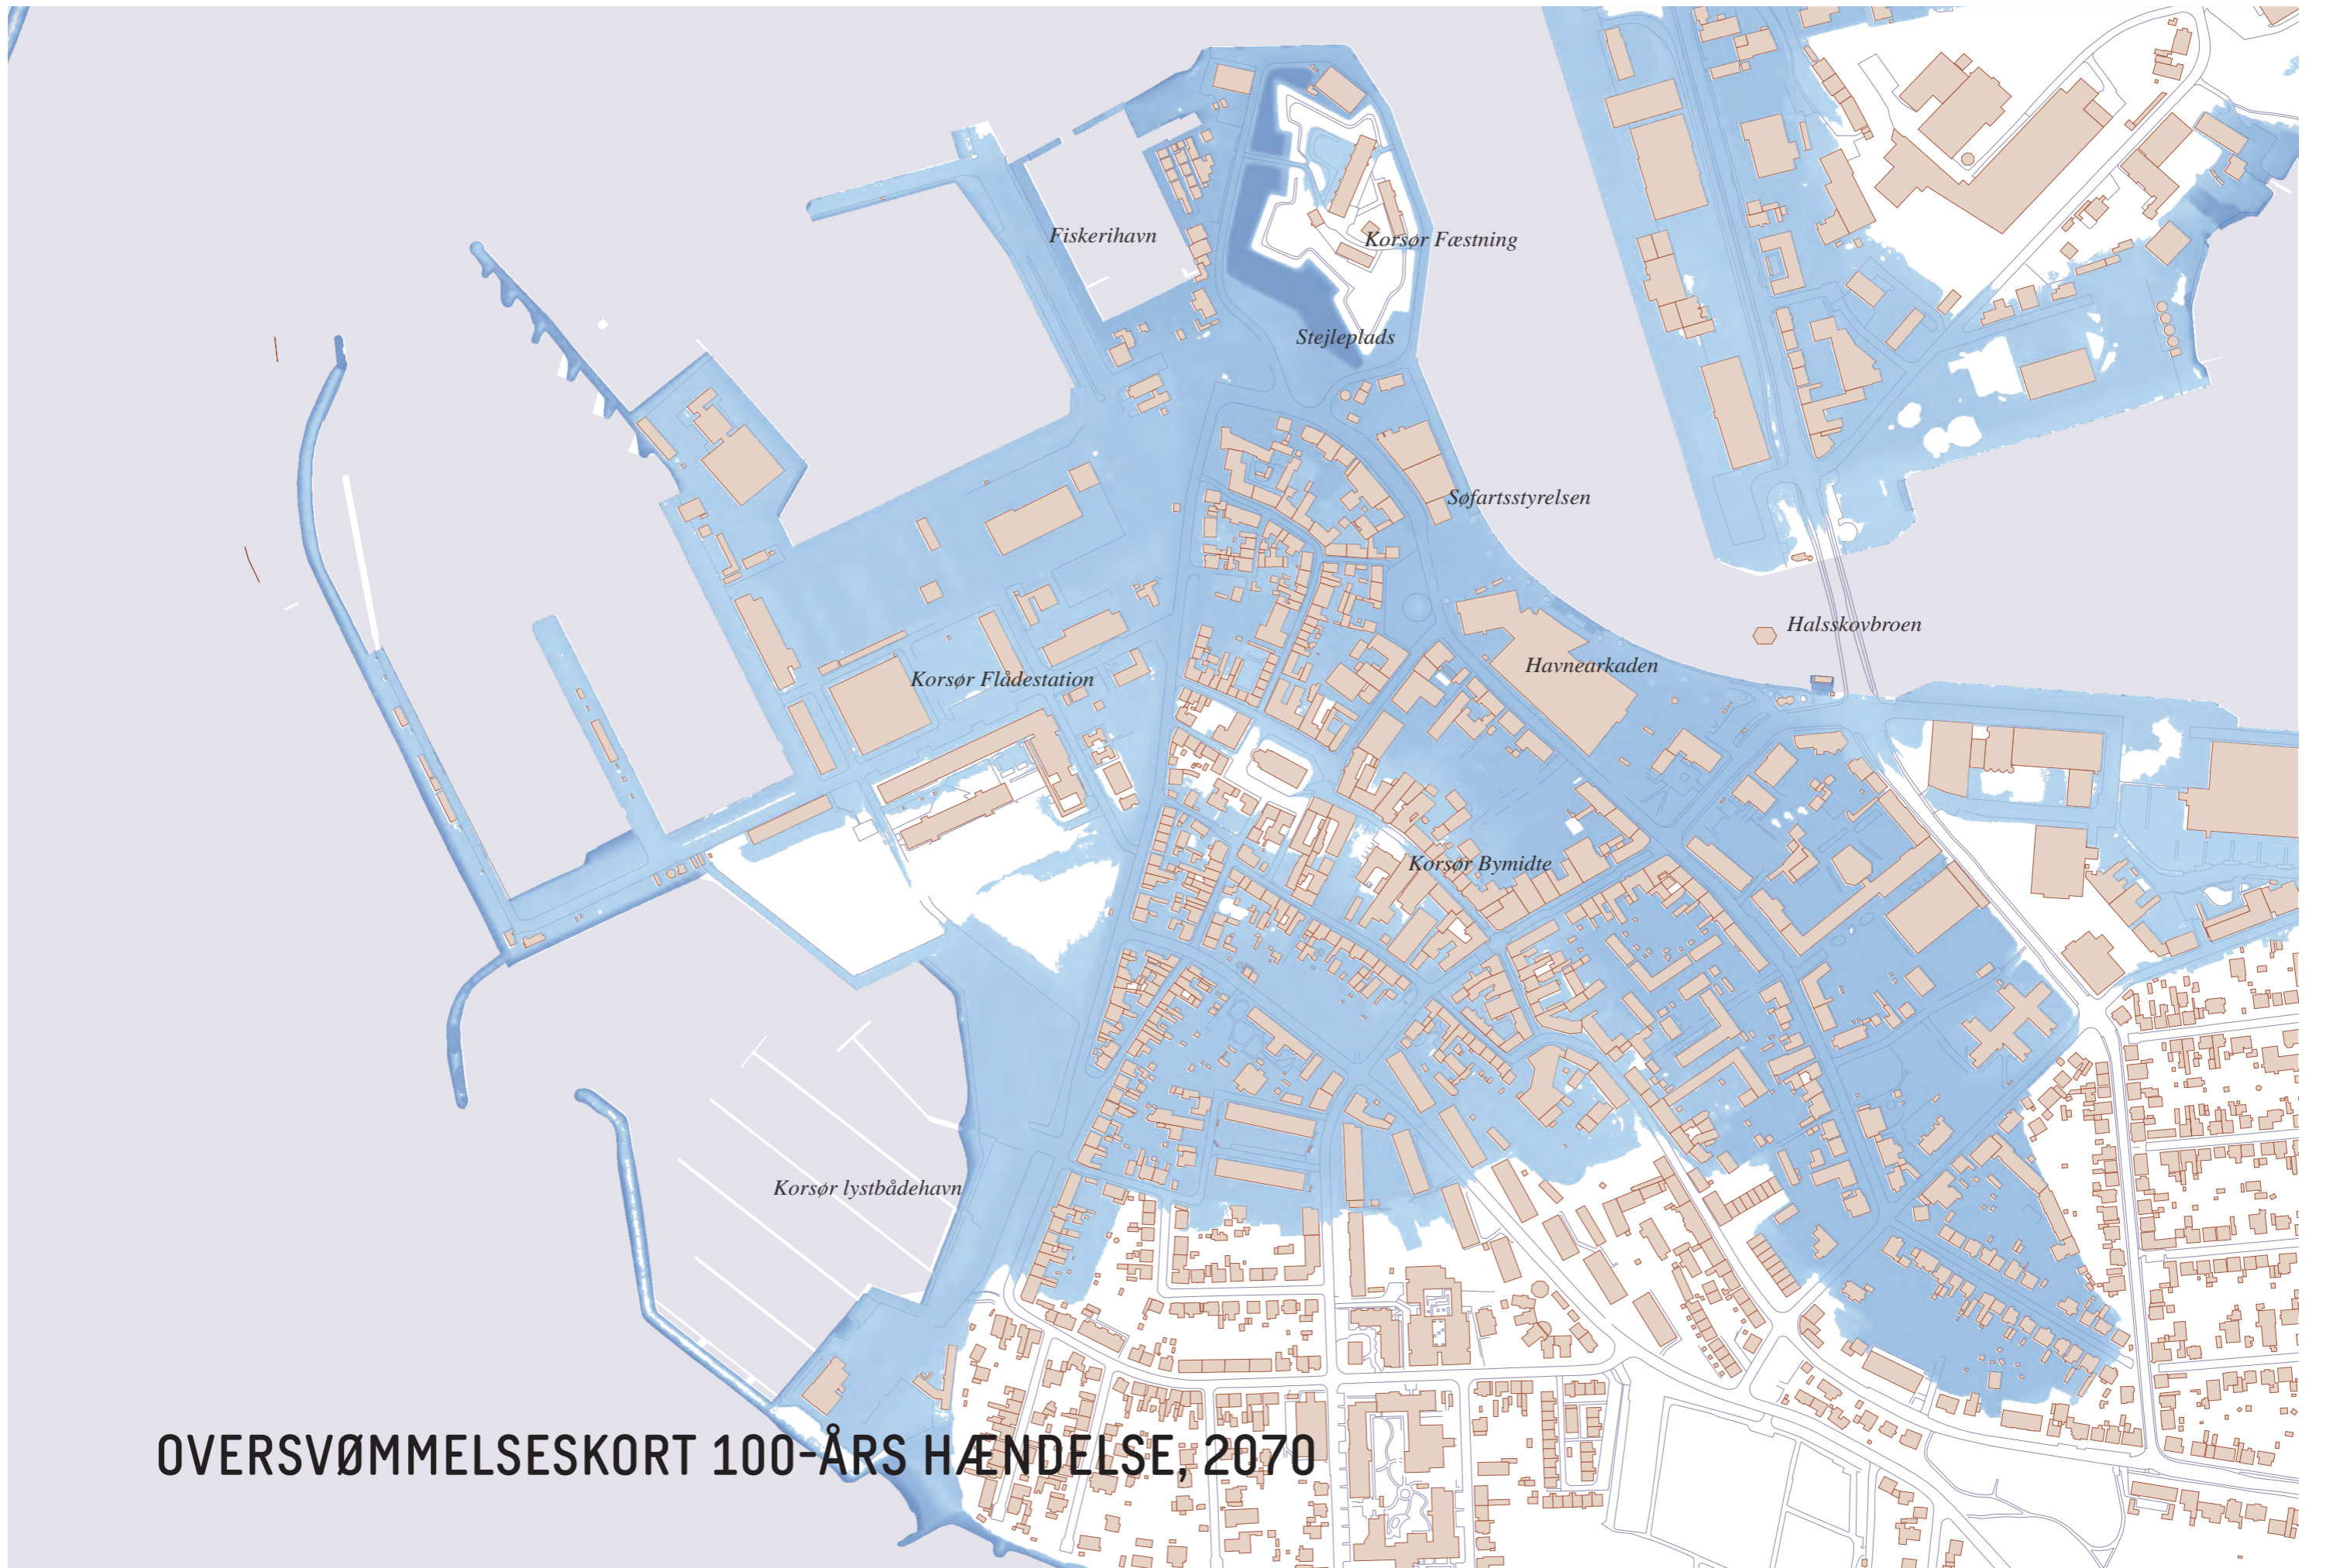 Fiskerihavn
Korsør Fæstning
Stejleplads
Søfartsstyrelsen
Halsskovbroen
Havnearkaden
Korsør Flådestation
Korsør Bymidte
Korsør lystbådehavn
OVERSVØMMELSESKORT 100-ÅRS HÆNDELSE, 2070